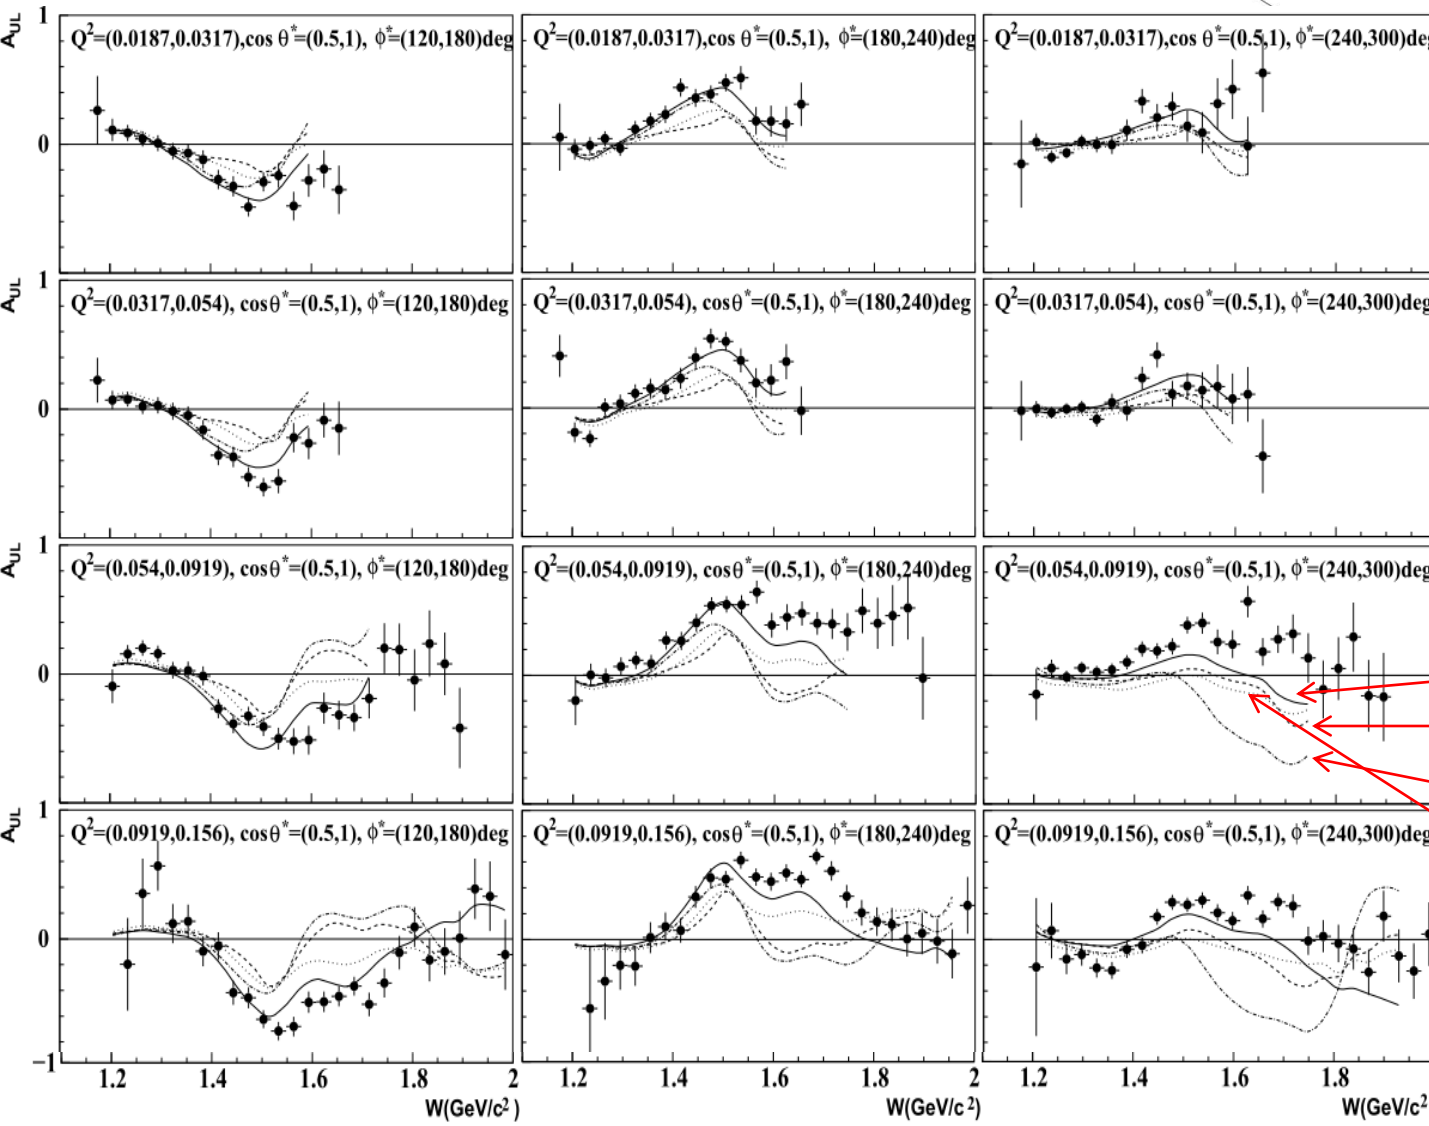 1
A_UL
Q²=(0.0187,0.0317),cos θ*=(0.5,1), ϕ*=(120,180)deg
Q²=(0.0187,0.0317),cos θ*=(0.5,1), ϕ*=(180,240)deg
Q²=(0.0187,0.0317),cos θ*=(0.5,1), ϕ*=(240,300)deg
0
1
A_UL
Q²=(0.0317,0.054), cosθ*=(0.5,1), ϕ*=(120,180)deg
Q²=(0.0317,0.054), cosθ*=(0.5,1), ϕ*=(180,240)deg
Q²=(0.0317,0.054), cosθ*=(0.5,1), ϕ*=(240,300)deg
0
1
A_UL
Q²=(0.054,0.0919), cosθ*=(0.5,1), ϕ*=(120,180)deg
Q²=(0.054,0.0919), cosθ*=(0.5,1), ϕ*=(180,240)deg
Q²=(0.054,0.0919), cosθ*=(0.5,1), ϕ*=(240,300)deg
0
1
A_UL
Q²=(0.0919,0.156), cosθ*=(0.5,1), ϕ*=(120,180)deg
Q²=(0.0919,0.156), cosθ*=(0.5,1), ϕ*=(180,240)deg
Q²=(0.0919,0.156), cosθ*=(0.5,1), ϕ*=(240,300)deg
0
−1
1.2 1.4 1.6 1.8 2
1.2 1.4 1.6 1.8 2
1.2 1.4 1.6 1.8
W(GeV/c²)
W(GeV/c²)
W(GeV/c²